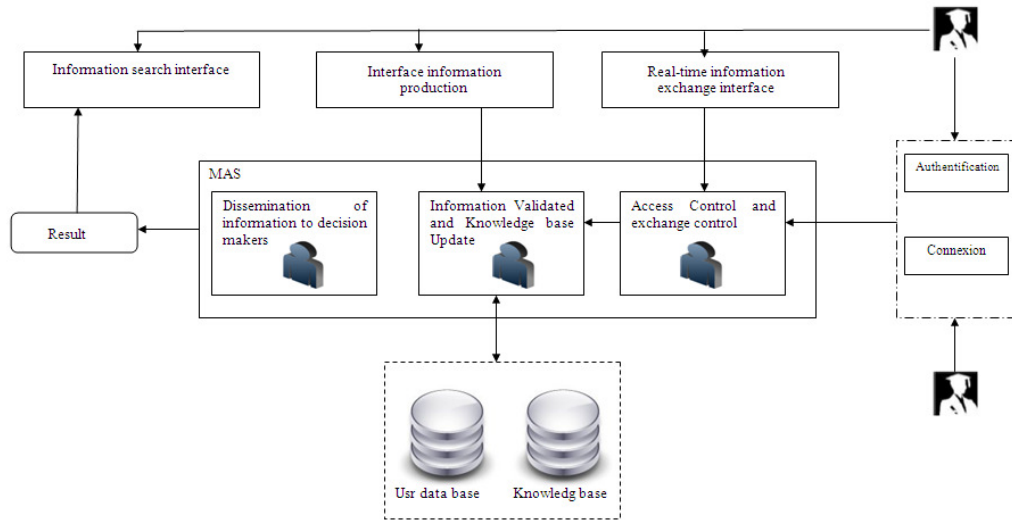 Information search interface
Interface information
production
Real-time information
exchange interface
MAS
Authentification
Dissemination of
information to decision
makers
Information Validated
and Knowledge base
Update
Access Control and
exchange control
Result
Connexion
Usr data base
Knowledg base